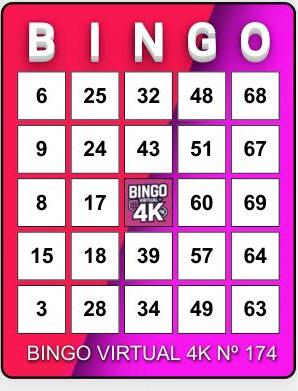 B I N G O
6 25 32 48 68
9 24 43 51 67
8 17 BINGO VIRTUAL 4K 60 69
15 18 39 57 64
3 28 34 49 63
BINGO VIRTUAL 4K Nº 174